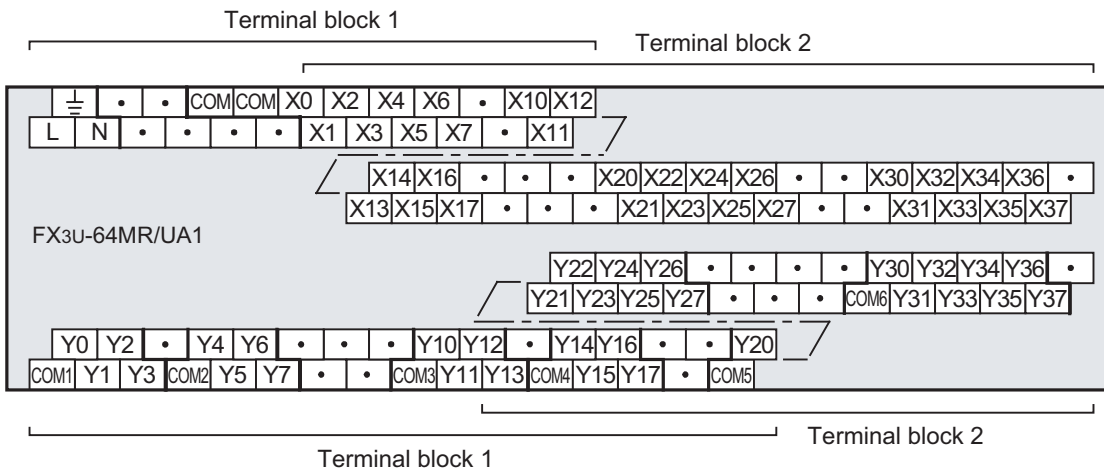 Terminal block 1
Terminal block 2
⏚ • • COM COM X0 X2 X4 X6 • X10 X12
L N • • • • X1 X3 X5 X7 • X11
X14 X16 • • • X20 X22 X24 X26 • • X30 X32 X34 X36 •
X13 X15 X17 • • • X21 X23 X25 X27 • • X31 X33 X35 X37
FX3U-64MR/UA1
Y22 Y24 Y26 • • • • Y30 Y32 Y34 Y36 •
Y21 Y23 Y25 Y27 • • • COM6 Y31 Y33 Y35 Y37
Y0 Y2 • Y4 Y6 • • • Y10 Y12 • Y14 Y16 • • Y20
COM1 Y1 Y3 COM2 Y5 Y7 • • COM3 Y11 Y13 COM4 Y15 Y17 • COM5
Terminal block 2
Terminal block 1